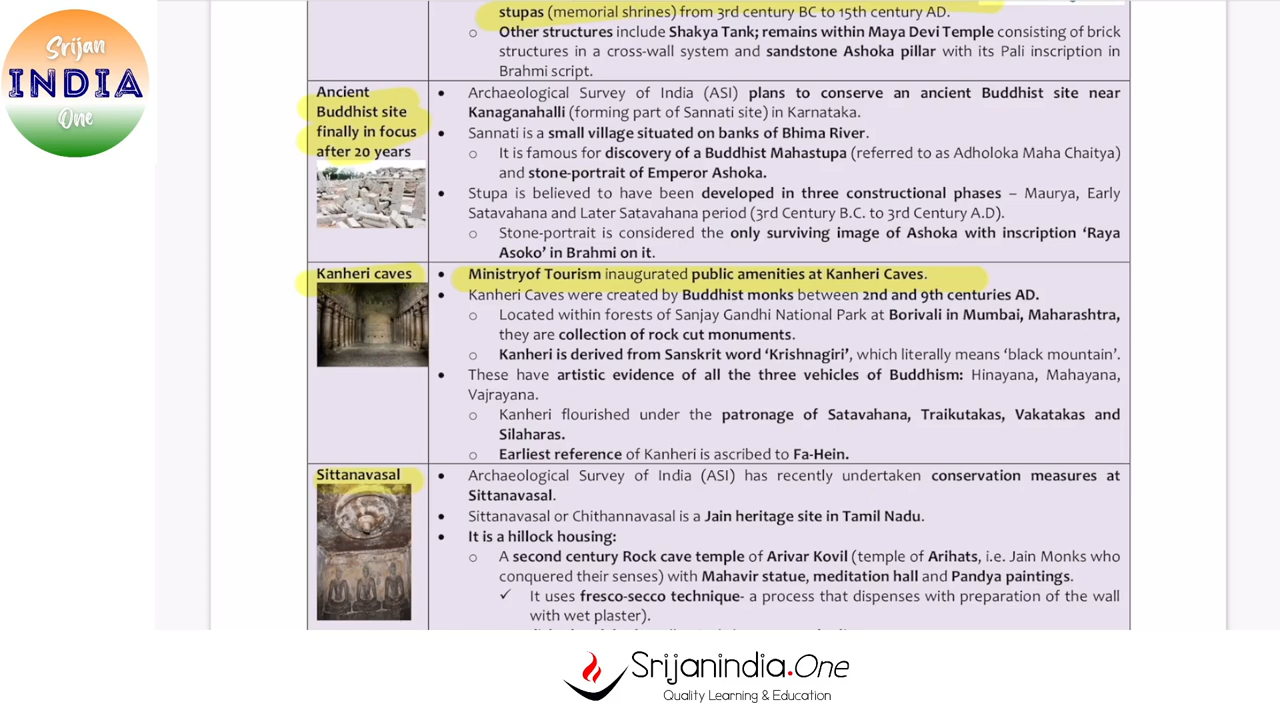 Srijan
INDIA
One
stupas (memorial shrines) from 3rd century BC to 15th century AD.
o Other structures include Shakya Tank; remains within Maya Devi Temple consisting of brick
structures in a cross-wall system and sandstone Ashoka pillar with its Pali inscription in
Brahmi script.
Ancient
Buddhist site
finally in focus
after 20 years
• Archaeological Survey of India (ASI) plans to conserve an ancient Buddhist site near
Kanaganahalli (forming part of Sannati site) in Karnataka.
• Sannati is a small village situated on banks of Bhima River.
o It is famous for discovery of a Buddhist Mahastupa (referred to as Adholoka Maha Chaitya)
and stone-portrait of Emperor Ashoka.
• Stupa is believed to have been developed in three constructional phases – Maurya, Early
Satavahana and Later Satavahana period (3rd Century B.C. to 3rd Century A.D).
o Stone-portrait is considered the only surviving image of Ashoka with inscription ‘Raya
Asoko’ in Brahmi on it.
Kanheri caves
• Ministryof Tourism inaugurated public amenities at Kanheri Caves.
• Kanheri Caves were created by Buddhist monks between 2nd and 9th centuries AD.
o Located within forests of Sanjay Gandhi National Park at Borivali in Mumbai, Maharashtra,
they are collection of rock cut monuments.
o Kanheri is derived from Sanskrit word ‘Krishnagiri’, which literally means ‘black mountain’.
• These have artistic evidence of all the three vehicles of Buddhism: Hinayana, Mahayana,
Vajrayana.
o Kanheri flourished under the patronage of Satavahana, Traikutakas, Vakatakas and
Silaharas.
o Earliest reference of Kanheri is ascribed to Fa-Hein.
Sittanavasal
• Archaeological Survey of India (ASI) has recently undertaken conservation measures at
Sittanavasal.
• Sittanavasal or Chithannavasal is a Jain heritage site in Tamil Nadu.
• It is a hillock housing:
o A second century Rock cave temple of Arivar Kovil (temple of Arihats, i.e. Jain Monks who
conquered their senses) with Mahavir statue, meditation hall and Pandya paintings.
✓ It uses fresco-secco technique- a process that dispenses with preparation of the wall
with wet plaster).
Srijanindia.One
Quality Learning & Education